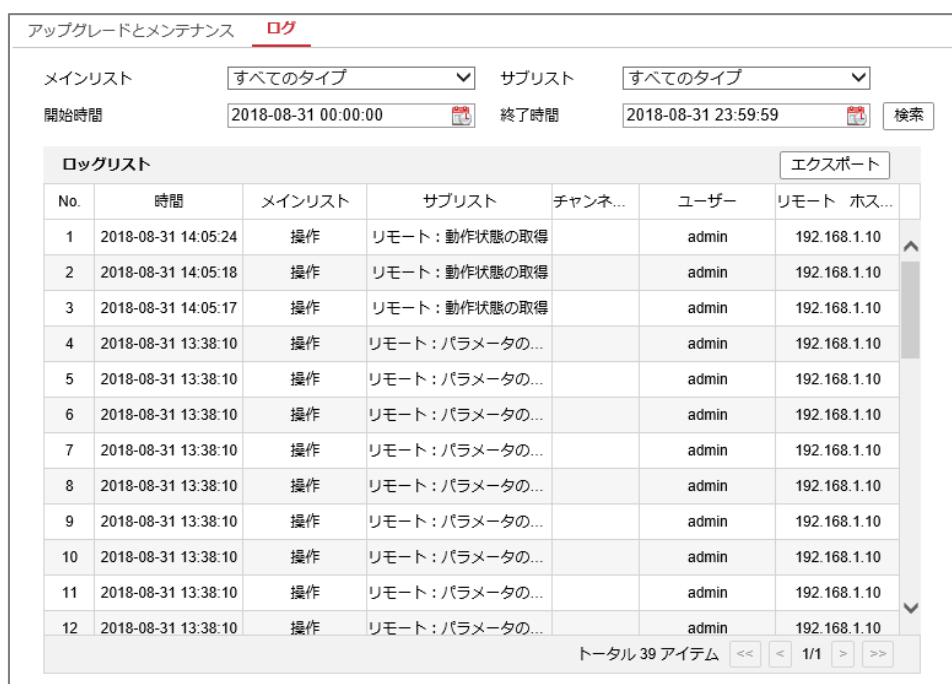 アップグレードとメンテナンス ログ
メインリスト すべてのタイプ サブリスト すべてのタイプ
開始時間 2018-08-31 00:00:00 終了時間 2018-08-31 23:59:59 検索
ロッグリスト エクスポート
No. 時間 メインリスト サブリスト チャンネ... ユーザー リモート ホス...
1 2018-08-31 14:05:24 操作 リモート：動作状態の取得 admin 192.168.1.10
2 2018-08-31 14:05:18 操作 リモート：動作状態の取得 admin 192.168.1.10
3 2018-08-31 14:05:17 操作 リモート：動作状態の取得 admin 192.168.1.10
4 2018-08-31 13:38:10 操作 リモート：パラメータの... admin 192.168.1.10
5 2018-08-31 13:38:10 操作 リモート：パラメータの... admin 192.168.1.10
6 2018-08-31 13:38:10 操作 リモート：パラメータの... admin 192.168.1.10
7 2018-08-31 13:38:10 操作 リモート：パラメータの... admin 192.168.1.10
8 2018-08-31 13:38:10 操作 リモート：パラメータの... admin 192.168.1.10
9 2018-08-31 13:38:10 操作 リモート：パラメータの... admin 192.168.1.10
10 2018-08-31 13:38:10 操作 リモート：パラメータの... admin 192.168.1.10
11 2018-08-31 13:38:10 操作 リモート：パラメータの... admin 192.168.1.10
12 2018-08-31 13:38:10 操作 リモート：パラメータの... admin 192.168.1.10
トータル 39 アイテム << < 1/1 > >>